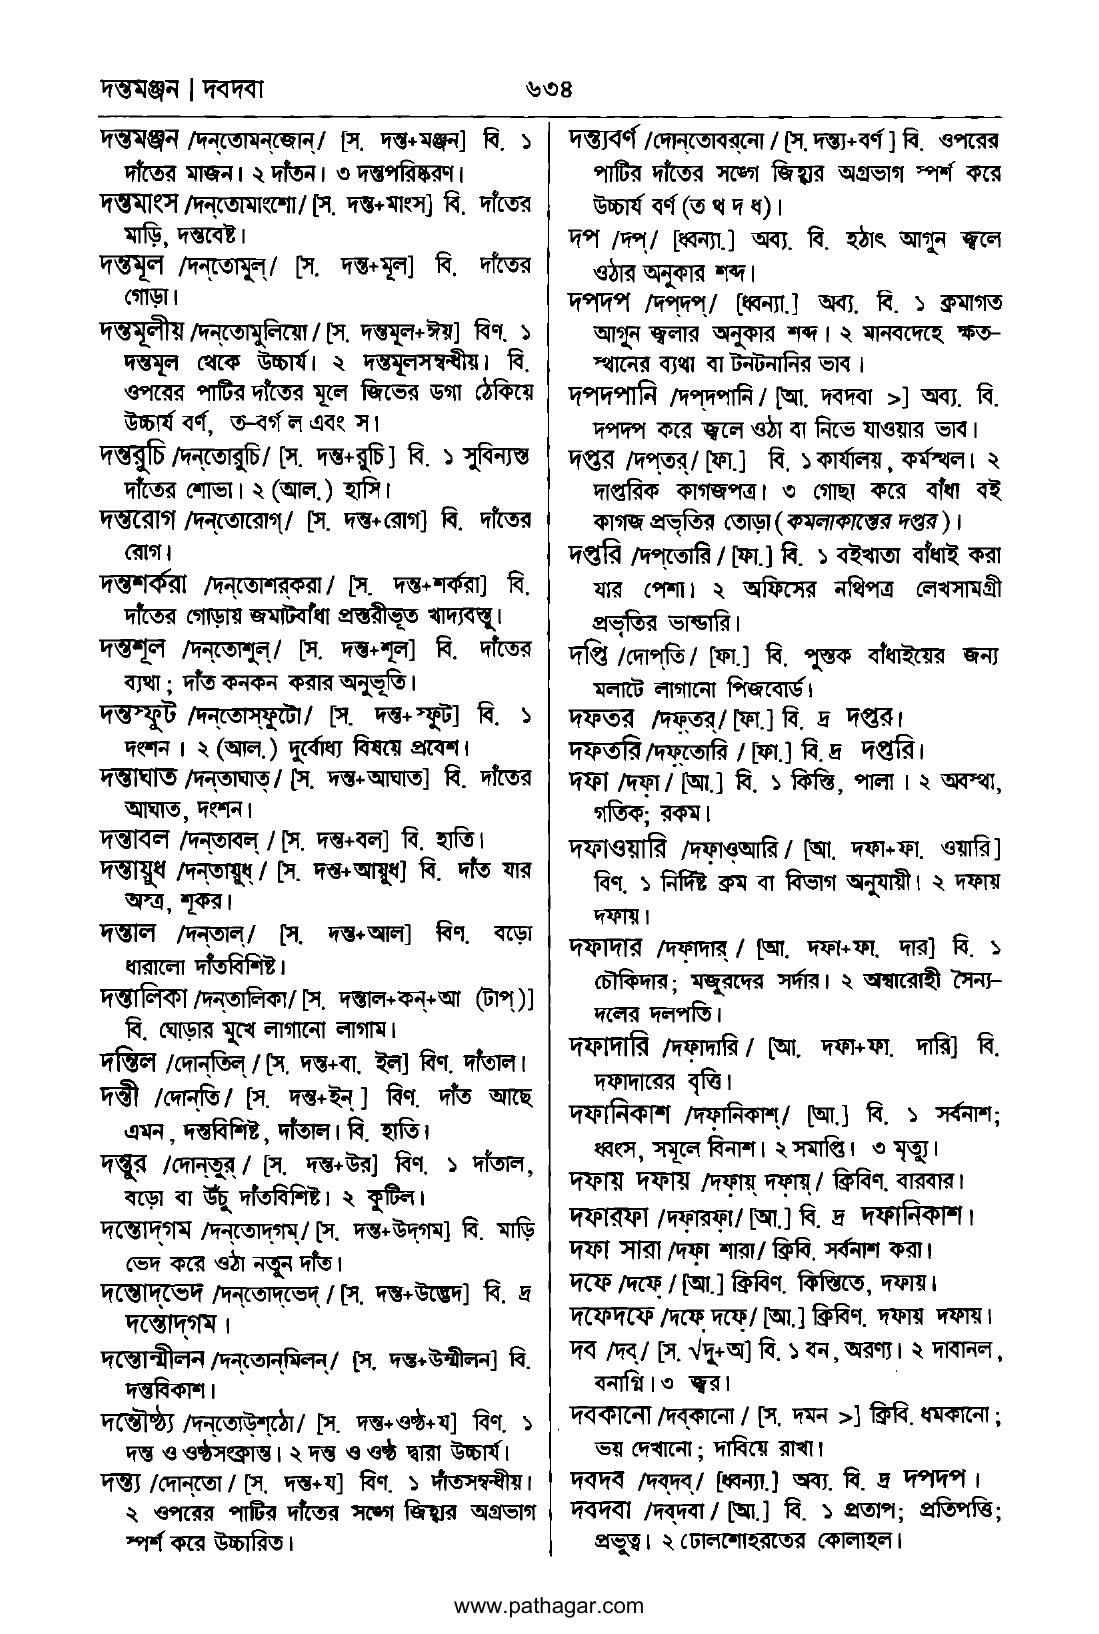 দন্তমঞ্জন | দবদবা
৬৩৪
দন্তমঞ্জন /দন্‌তোমন্‌জোন্‌/ [স. দন্ত+মঞ্জন] বি. ১
দাঁতের মাজন। ২ দাঁতন। ৩ দন্তপরিষ্করণ।
দন্তমাংস /দন্‌তোমাংশো/ [স. দন্ত+মাংস] বি. দাঁতের
মাড়ি, দন্তবেষ্ট।
দন্তমূল /দন্‌তোমুল্‌/ [স. দন্ত+মূল] বি. দাঁতের
গোড়া।
দন্তমূলীয় /দন্‌তোমুলিয়ো/ [স. দন্তমূল+ঈয়] বিণ. ১
দন্তমূল থেকে উচ্চার্য। ২ দন্তমূলসম্বন্ধীয়। বি.
ওপরের পাটির দাঁতের মূলে জিভের ডগা ঠেকিয়ে
উচ্চার্য বর্ণ, ত-বর্গ ল এবং স।
দন্তরুচি /দন্‌তোরুচি/ [স. দন্ত+রুচি] বি. ১ সুবিন্যস্ত
দাঁতের শোভা। ২ (আল.) হাসি।
দন্তরোগ /দন্‌তোরোগ্‌/ [স. দন্ত+রোগ] বি. দাঁতের
রোগ।
দন্তশর্করা /দন্‌তোশর্‌করা/ [স. দন্ত+শর্করা] বি.
দাঁতের গোড়ায় জমাটবাঁধা প্রস্তরীভূত খাদ্যবস্তু।
দন্তশূল /দন্‌তোশুল্‌/ [স. দন্ত+শূল] বি. দাঁতের
ব্যথা; দাঁত কনকন করার অনুভূতি।
দন্তস্ফূট /দন্‌তোস্‌ফুটো/ [স. দন্ত+স্ফূট] বি. ১
দংশন । ২ (আল.) দুর্বোধ্য বিষয়ে প্রবেশ।
দন্তাঘাত /দন্‌তাঘাত্‌/ [স. দন্ত+আঘাত] বি. দাঁতের
আঘাত, দংশন।
দন্তাবল /দন্‌তাবল্‌ / [স. দন্ত+বল] বি. হাতি।
দন্তায়ুধ /দন্‌তায়ুধ্‌ / [স. দন্ত+আয়ুধ] বি. দাঁত যার
অস্ত্র, শূকর।
দন্তাল /দন্‌তাল্‌/ [স. দন্ত+আল] বিণ. বড়ো
ধারালো দাঁতবিশিষ্ট।
দন্তালিকা /দন্‌তালিকা/ [স. দন্তাল+কন্‌+আ (টাপ্‌)]
বি. ঘোড়ার মুখে লাগানো লাগাম।
দন্তিল /দোন্‌তিল্‌ / [স. দন্ত+বা. ইল] বিণ. দাঁতাল।
দন্তী /দোন্‌তি/ [স. দন্ত+ইন্‌ ] বিণ. দাঁত আছে
এমন, দন্তবিশিষ্ট, দাঁতাল। বি. হাতি।
দন্তুর /দোন্‌তুর্‌ / [স. দন্ত+উর] বিণ. ১ দাঁতাল,
বড়ো বা উঁচু দাঁতবিশিষ্ট। ২ কুটিল।
দন্তোদ্‌গম /দন্‌তোদ্‌গম্‌/ [স. দন্ত+উদ্‌গম] বি. মাড়ি
ভেদ করে ওঠা নতুন দাঁত।
দন্তোদ্‌ভেদ /দন্‌তোদ্‌ভেদ্‌ / [স. দন্ত+উদ্ভেদ] বি. দ্র
দন্তোদ্‌গম ।
দন্তোন্মীলন /দন্‌তোন্‌মিলন্‌/ [স. দন্ত+উন্মীলন] বি.
দন্তবিকাশ।
দন্তৌষ্ঠ্য /দন্‌তোউশ্‌ঠো/ [স. দন্ত+ওষ্ঠ+য] বিণ. ১
দন্ত ও ওষ্ঠসংক্রান্ত। ২ দন্ত ও ওষ্ঠ দ্বারা উচ্চার্য।
দন্ত্য /দোন্‌তো / [স. দন্ত+য] বিণ. ১ দাঁতসম্বন্ধীয়।
২ ওপরের পাটির দাঁতের সঙ্গে জিহ্বার অগ্রভাগ
স্পর্শ করে উচ্চারিত।
দন্ত্যবর্ণ /দোন্‌তোবর্‌নো / [স. দন্ত্য+বর্ণ ] বি. ওপরের
পাটির দাঁতের সঙ্গে জিহ্বার অগ্রভাগ স্পর্শ করে
উচ্চার্য বর্ণ (ত থ দ ধ)।
দপ /দপ্‌/ [ধ্বন্যা.] অব্য. বি. হঠাৎ আগুন জ্বলে
ওঠার অনুকার শব্দ।
দপদপ /দপ্‌দপ্‌/ [ধ্বন্যা.] অব্য. বি. ১ ক্রমাগত
আগুন জ্বলার অনুকার শব্দ। ২ মানবদেহে ক্ষত-
স্থানের ব্যথা বা টনটনানির ভাব ।
দপদপানি /দপ্‌দপানি / [আ. দবদবা >] অব্য. বি.
দপদপ করে জ্বলে ওঠা বা নিভে যাওয়ার ভাব।
দপ্তর /দপ্‌তর্‌/ [ফা.] বি. ১ কার্যালয়, কর্মস্থল। ২
দাপ্তরিক কাগজপত্র। ৩ গোছা করে বাঁধা বই
কাগজ প্রভৃতির তোড়া (কমলাকান্তের দপ্তর)।
দপ্তরি /দপ্‌তোরি / [ফা.] বি. ১ বইখাতা বাঁধাই করা
যার পেশা। ২ অফিসের নথিপত্র লেখসামগ্রী
প্রভৃতির ভান্ডারি।
দপ্তি /দোপ্‌তি / [ফা.] বি. পুস্তক বাঁধাইয়ের জন্য
মলাটে লাগানো পিজবোর্ড।
দফতর /দফ্‌তর্‌/ [ফা.] বি. দ্র দপ্তর।
দফতরি /দফ্‌তোরি / [ফা.] বি. দ্র দপ্তরি।
দফা /দফা / [আ.] বি. ১ কিস্তি, পালা । ২ অবস্থা,
গতিক; রকম।
দফাওয়ারি /দফাওআরি / [আ. দফা+ফা. ওয়ারি]
বিণ. ১ নির্দিষ্ট ক্রম বা বিভাগ অনুযায়ী। ২ দফায়
দফায়।
দফাদার /দফাদার্‌ / [আ. দফা+ফা. দার] বি. ১
চৌকিদার; মজুরদের সর্দার। ২ অশ্বারোহী সৈন্য-
দলের দলপতি।
দফাদারি /দফাদারি / [আ. দফা+ফা. দারি] বি.
দফাদারের বৃত্তি।
দফানিকাশ /দফানিকাশ্‌/ [আ.] বি. ১ সর্বনাশ;
ধ্বংস, সমূলে বিনাশ। ২ সমাপ্তি। ৩ মৃত্যু।
দফায় দফায় /দফায়্‌ দফায়্‌/ ক্রিবিণ. বারবার।
দফারফা /দফারফা/ [আ.] বি. দ্র দফানিকাশ।
দফা সারা /দফা শারা/ ক্রিবি. সর্বনাশ করা।
দফে /দফে / [আ.] ক্রিবিণ. কিস্তিতে, দফায়।
দফেদফে /দফে দফে/ [আ.] ক্রিবিণ. দফায় দফায়।
দব /দব্‌/ [স. √দু+অ] বি. ১ বন, অরণ্য। ২ দাবানল,
বনাগ্নি। ৩ জ্বর।
দবকানো /দব্‌কানো / [স. দমন >] ক্রিবি. ধমকানো;
ভয় দেখানো; দাবিয়ে রাখা।
দবদব /দব্‌দব্‌/ [ধ্বন্যা.] অব্য. বি. দ্র দপদপ ।
দবদবা /দব্‌দবা / [আ.] বি. ১ প্রতাপ; প্রতিপত্তি;
প্রভুত্ব। ২ ঢোলশোহরতের কোলাহল।
www.pathagar.com